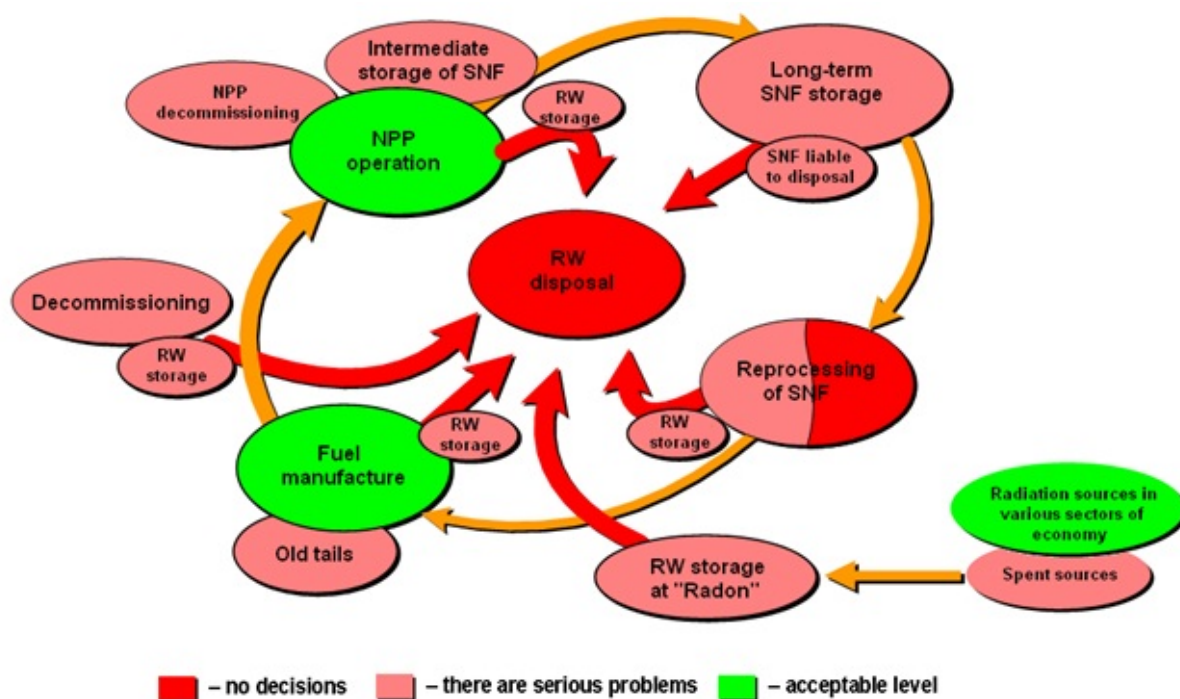 Intermediate
storage of SNF
NPP
decommissioning
RW
storage
Long-term
SNF storage
NPP
operation
SNF liable
to disposal
RW
disposal
Decommissioning
RW
storage
Reprocessing
of SNF
RW
storage
RW
storage
Fuel
manufacture
Old tails
Radiation sources in
various sectors of
economy
Spent sources
RW storage
at "Radon"
– no decisions
– there are serious problems
– acceptable level